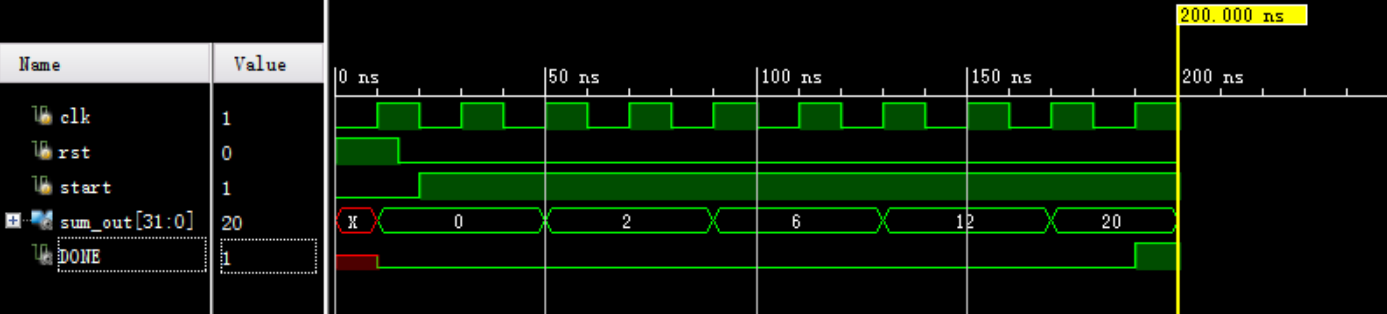 200.000 ns
Name Value
0 ns 50 ns 100 ns 150 ns 200 ns
clk 1
rst 0
start 1
sum_out[31:0] 20 X 0 2 6 12 20
DONE 1